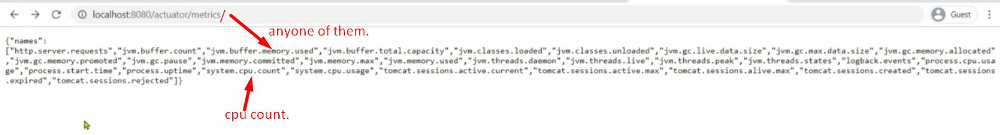 localhost:8080/actuator/metrics/
Guest
anyone of them.
{"names":
["http.server.requests","jvm.buffer.count","jvm.buffer.memory.used","jvm.buffer.total.capacity","jvm.classes.loaded","jvm.classes.unloaded","jvm.gc.live.data.size","jvm.gc.max.data.size","jvm.gc.memory.allocated"
,"jvm.gc.memory.promoted","jvm.gc.pause","jvm.memory.committed","jvm.memory.max","jvm.memory.used","jvm.threads.daemon","jvm.threads.live","jvm.threads.peak","jvm.threads.states","logback.events","process.cpu.usa
ge","process.start.time","process.uptime","system.cpu.count","system.cpu.usage","tomcat.sessions.active.current","tomcat.sessions.active.max","tomcat.sessions.alive.max","tomcat.sessions.created","tomcat.sessions
.expired","tomcat.sessions.rejected"]}
cpu count.